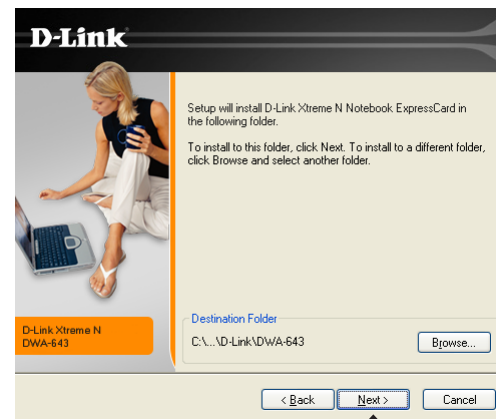 D-Link
Setup will install D-Link Xtreme N Notebook ExpressCard in
the following folder.
To install to this folder, click Next. To install to a different folder,
click Browse and select another folder.
D-Link Xtreme N
DWA-643
Destination Folder
C:\...\D-Link\DWA-643
Browse...
< Back
Next >
Cancel